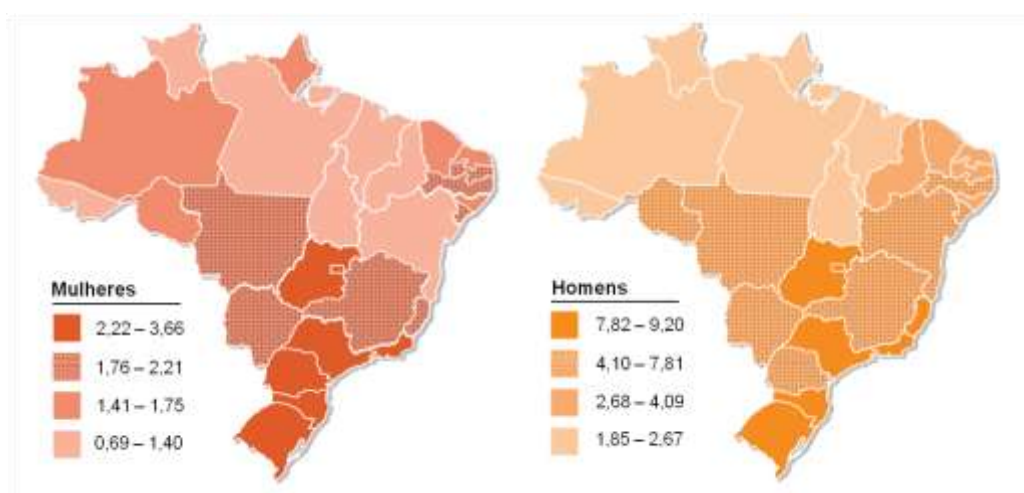 Mulheres
2,22 – 3,66
1,76 – 2,21
1,41 – 1,75
0,69 – 1,40
Homens
7,82 – 9,20
4,10 – 7,81
2,68 – 4,09
1,85 – 2,67